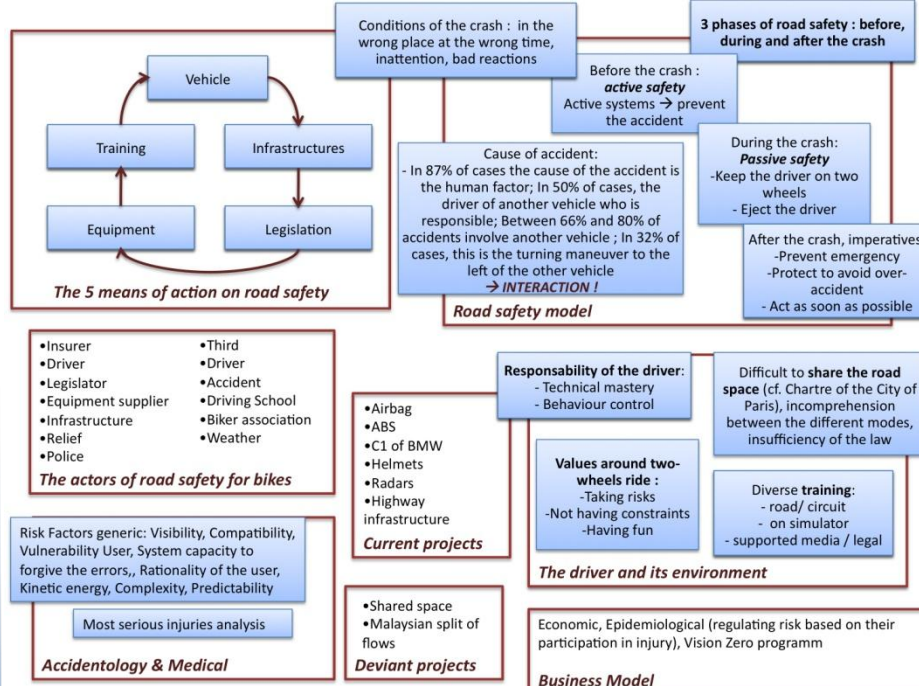 Conditions of the crash : in the
wrong place at the wrong time,
inattention, bad reactions
3 phases of road safety : before,
during and after the crash
Vehicle
Training
Infrastructures
Equipment
Legislation
The 5 means of action on road safety
Before the crash :
active safety
Active systems → prevent
the accident
During the crash:
Passive safety
-Keep the driver on two
wheels
- Eject the driver
Cause of accident:
- In 87% of cases the cause of the accident is
the human factor; In 50% of cases, the
driver of another vehicle who is
responsible; Between 66% and 80% of
accidents involve another vehicle ; In 32% of
cases, this is the turning maneuver to the
left of the other vehicle
→ INTERACTION !
After the crash, imperatives
-Prevent emergency
-Protect to avoid over-
accident
- Act as soon as possible
Road safety model
•Insurer
•Driver
•Legislator
•Equipment supplier
•Infrastructure
•Relief
•Police
•Third
•Driver
•Accident
•Driving School
•Biker association
•Weather
The actors of road safety for bikes
•Airbag
•ABS
•C1 of BMW
•Helmets
•Radars
•Highway
infrastructure
Current projects
Responsability of the driver:
- Technical mastery
- Behaviour control
Difficult to share the road
space (cf. Chartre of the City of
Paris), incomprehension
between the different modes,
insufficiency of the law
Values around two-
wheels ride :
-Taking risks
-Not having constraints
-Having fun
Diverse training:
- road/ circuit
- on simulator
- supported media / legal
The driver and its environment
Risk Factors generic: Visibility, Compatibility,
Vulnerability User, System capacity to
forgive the errors,, Rationality of the user,
Kinetic energy, Complexity, Predictability
Most serious injuries analysis
Accidentology & Medical
•Shared space
•Malaysian split of
flows
Deviant projects
Economic, Epidemiological (regulating risk based on their
participation in injury), Vision Zero programm
Business Model